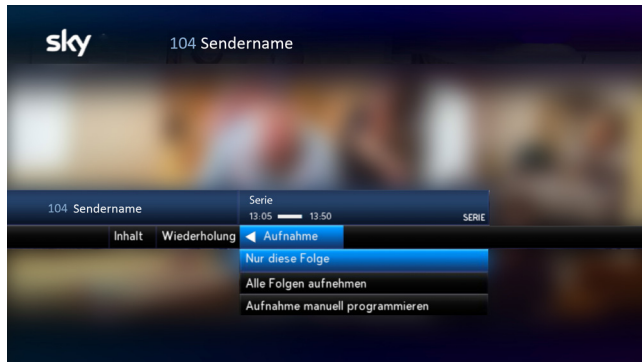 sky 104 Sendername
104 Sendername
Serie
13:05 13:50 SERIE
Inhalt Wiederholung Aufnahme
Nur diese Folge
Alle Folgen aufnehmen
Aufnahme manuell programmieren